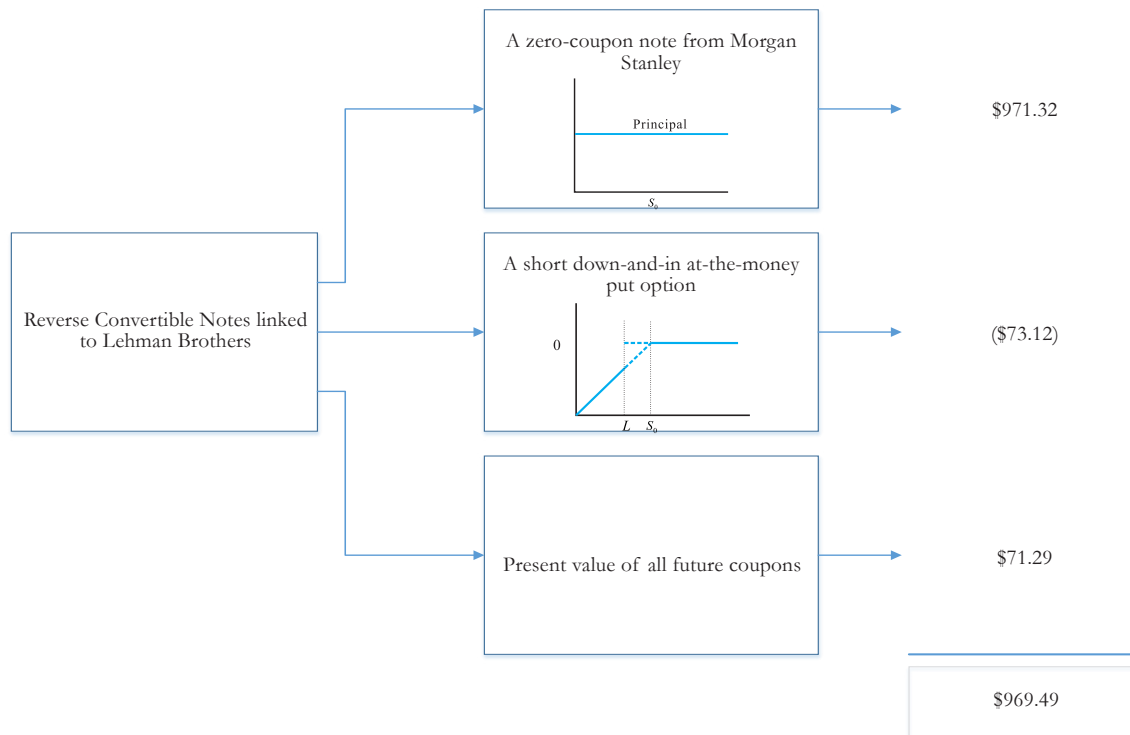 A zero-coupon note from Morgan
Stanley
Principal
S₀
$971.32
Reverse Convertible Notes linked
to Lehman Brothers
A short down-and-in at-the-money
put option
0
L S₀
($73.12)
Present value of all future coupons
$71.29
$969.49